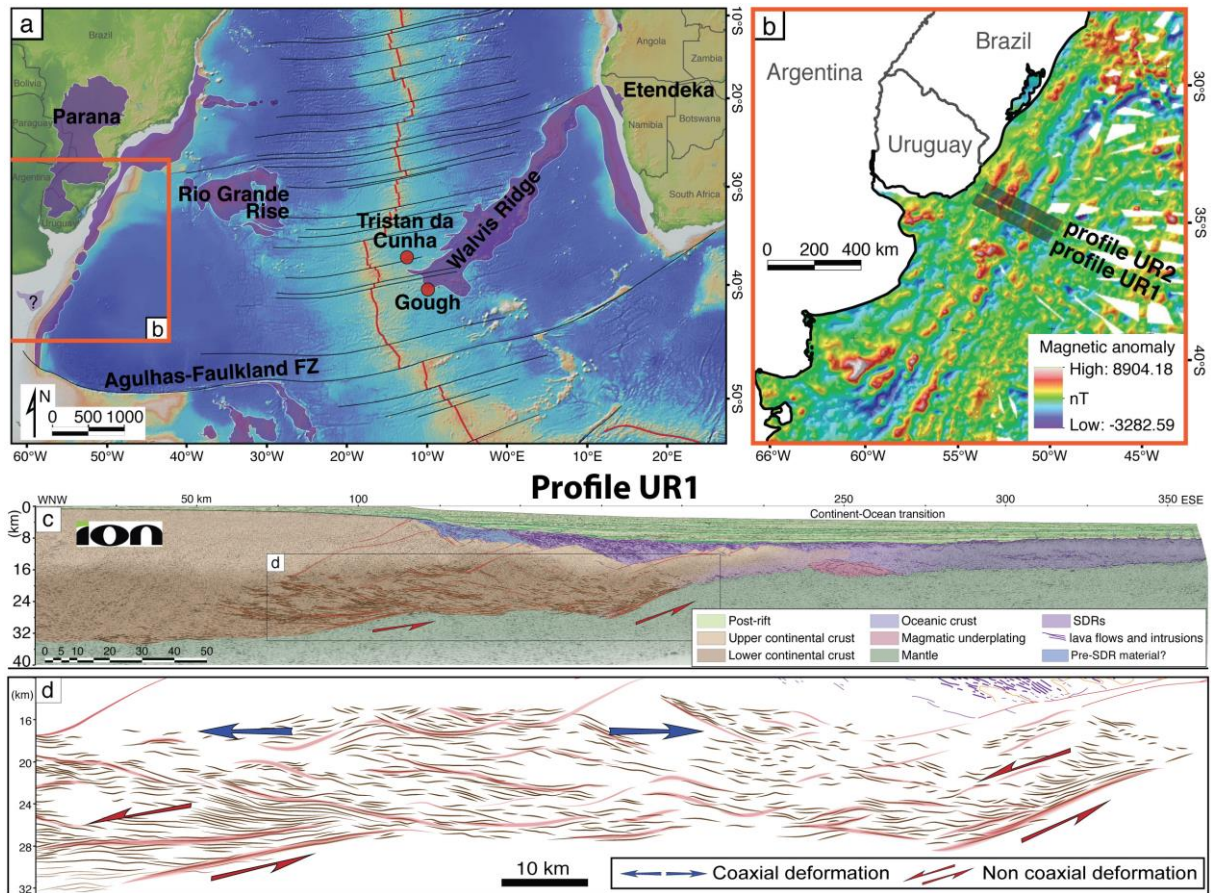 a
Brazil
Bolivia
Paraguay
Argentina
Uruguay
Parana
Rio Grande
Rise
Tristan da
Cunha
Gough
Walvis Ridge
Etendeka
Angola
Zambia
Namibia
Botswana
South Africa
Agulhas-Faulkland FZ
?
b
N
0 500 1000
10°S
20°S
30°S
40°S
50°S
60°W 50°W 40°W 30°W 20°W 10°W W0°E 10°E 20°E
b
Argentina
Brazil
Uruguay
0 200 400 km
profile UR2
profile UR1
Magnetic anomaly
High: 8904.18
nT
Low: -3282.59
30°S
35°S
40°S
66°W 60°W 55°W 50°W 45°W
Profile UR1
WNW 50 km 100 250 300 350 ESE
(km)
0
8
16
24
32
40
c
ion
d
Continent-Ocean transition
0 5 10 20 30 40 50
Post-rift
Upper continental crust
Lower continental crust
Oceanic crust
Magmatic underplating
Mantle
SDRs
lava flows and intrusions
Pre-SDR material?
(km)
d
16
20
24
28
32
10 km
Coaxial deformation
Non coaxial deformation